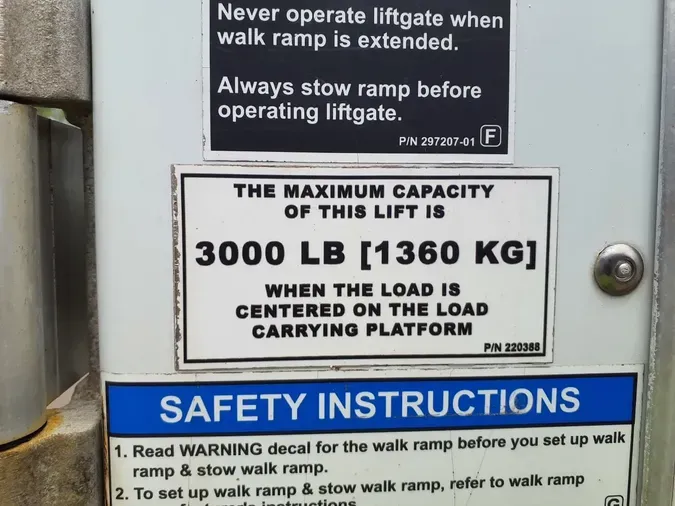 Never operate liftgate when
walk ramp is extended.
Always stow ramp before
operating liftgate.
P/N 297207-01 F
THE MAXIMUM CAPACITY
OF THIS LIFT IS
3000 LB [1360 KG]
WHEN THE LOAD IS
CENTERED ON THE LOAD
CARRYING PLATFORM
P/N 220388
SAFETY INSTRUCTIONS
1. Read WARNING decal for the walk ramp before you set up walk
ramp & stow walk ramp.
2. To set up walk ramp & stow walk ramp, refer to walk ramp
instructions
G